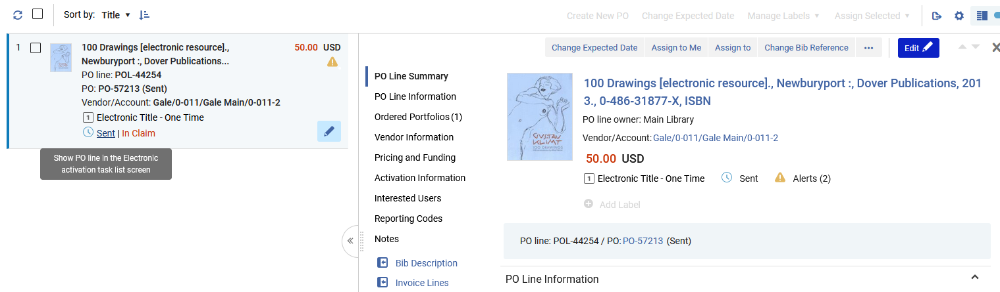 Sort by: Title
Create New PO Change Expected Date Manage Labels Assign Selected
1
100 Drawings [electronic resource].,
Newburyport :, Dover Publications...
50.00 USD
PO line: POL-44254
PO: PO-57213 (Sent)
Vendor/Account: Gale/0-011/Gale Main/0-011-2
1 Electronic Title - One Time
Sent | In Claim
Show PO line in the Electronic
activation task list screen
PO Line Summary
PO Line Information
Ordered Portfolios (1)
Vendor Information
Pricing and Funding
Activation Information
Interested Users
Reporting Codes
Notes
Bib Description
Invoice Lines
Change Expected Date Assign to Me Assign to Change Bib Reference ... Edit
GUSTAV
KLIMT
100 DRAWINGS
100 Drawings [electronic resource]., Newburyport :, Dover Publications, 201
3., 0-486-31877-X, ISBN
PO line owner: Main Library
Vendor/Account: Gale/0-011/Gale Main/0-011-2
50.00 USD
1 Electronic Title - One Time Sent Alerts (2)
Add Label
PO line: POL-44254 / PO: PO-57213 (Sent)
PO Line Information